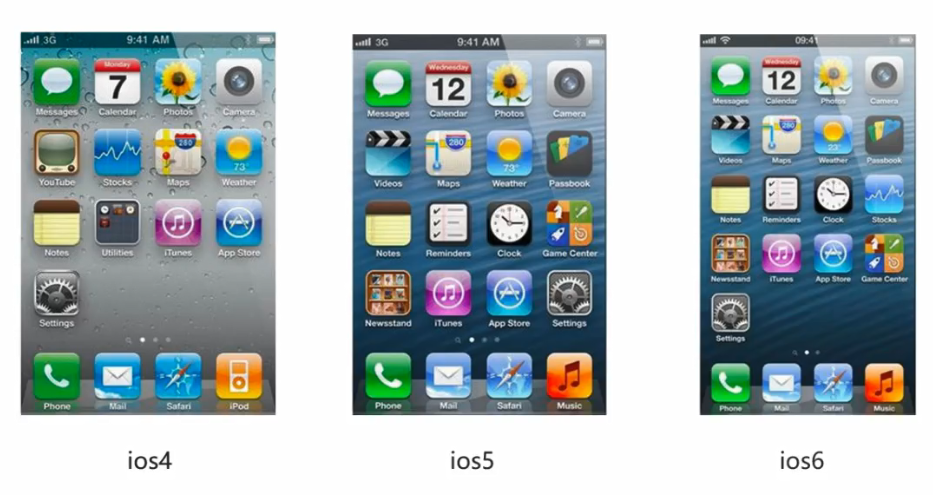 3G 9:41 AM
Monday
7
280
Messages Calendar Photos Camera
73°
YouTube Stocks Maps Weather
Notes Utilities iTunes App Store
Settings
Phone Mail Safari iPod
ios4
3G 9:41 AM
Wednesday
12
Messages Calendar Photos Camera
280
73°
Videos Maps Weather Passbook
Notes Reminders Clock Game Center
Newsstand iTunes App Store Settings
Phone Mail Safari Music
ios5
09:41
Wednesday
12
Messages Calendar Photos Camera
280
23°
Videos Maps Weather Passbook
Notes Reminders Clock Stocks
Newsstand iTunes App Store Game Center
Settings
Phone Mail Safari Music
ios6